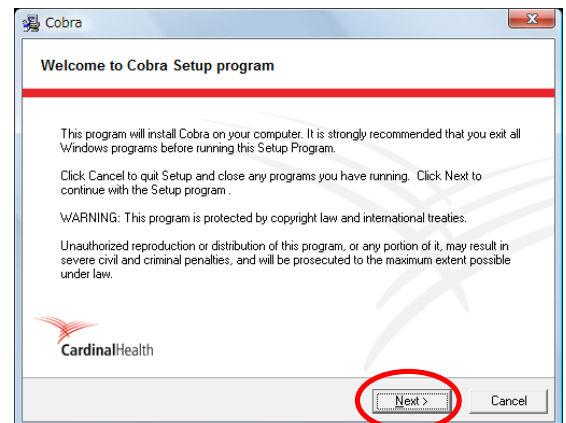 Cobra
Welcome to Cobra Setup program
This program will install Cobra on your computer. It is strongly recommended that you exit all
Windows programs before running this Setup Program.
Click Cancel to quit Setup and close any programs you have running. Click Next to
continue with the Setup program .
WARNING: This program is protected by copyright law and international treaties.
Unauthorized reproduction or distribution of this program, or any portion of it, may result in
severe civil and criminal penalties, and will be prosecuted to the maximum extent possible
under law.
CardinalHealth
Next > Cancel